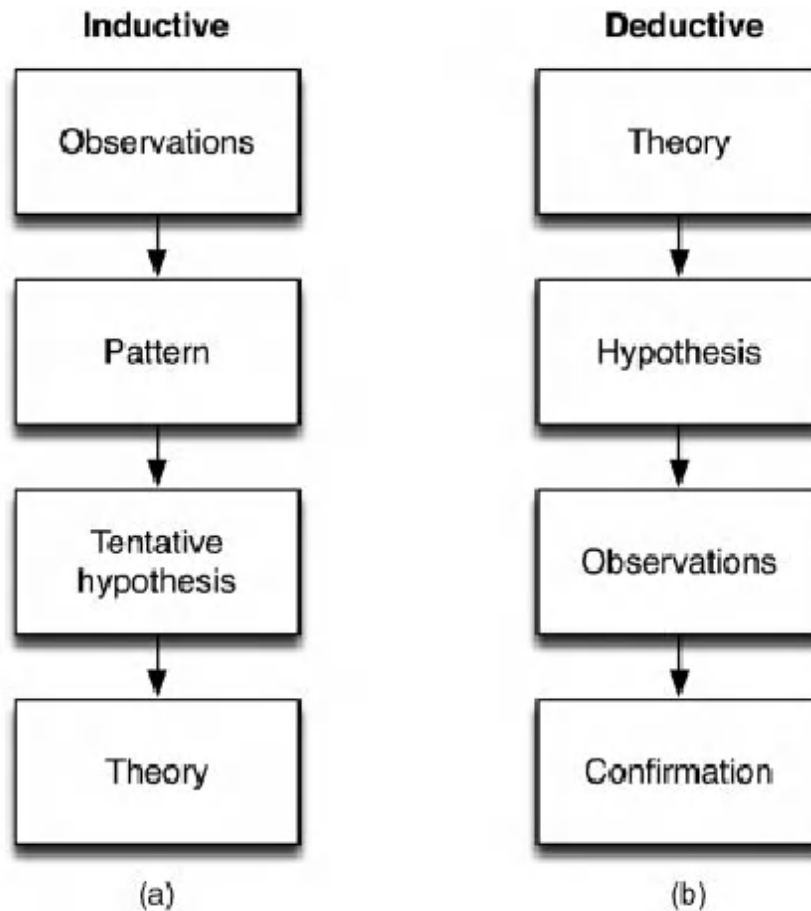 Inductive
Observations
Pattern
Tentative
hypothesis
Theory
(a)
Deductive
Theory
Hypothesis
Observations
Confirmation
(b)